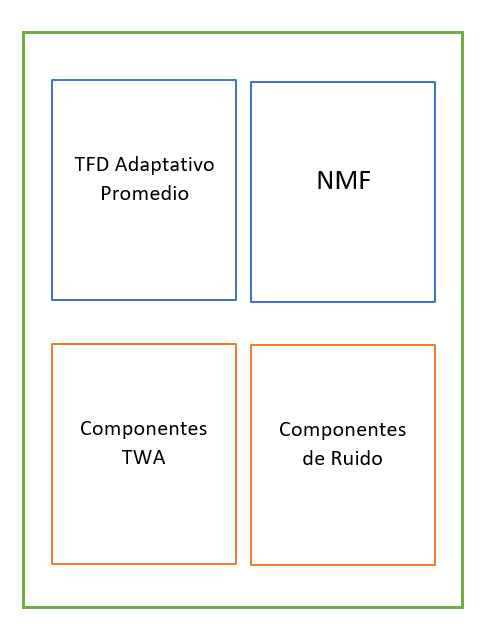 TFD Adaptativo
Promedio
NMF
Componentes
TWA
Componentes
de Ruido